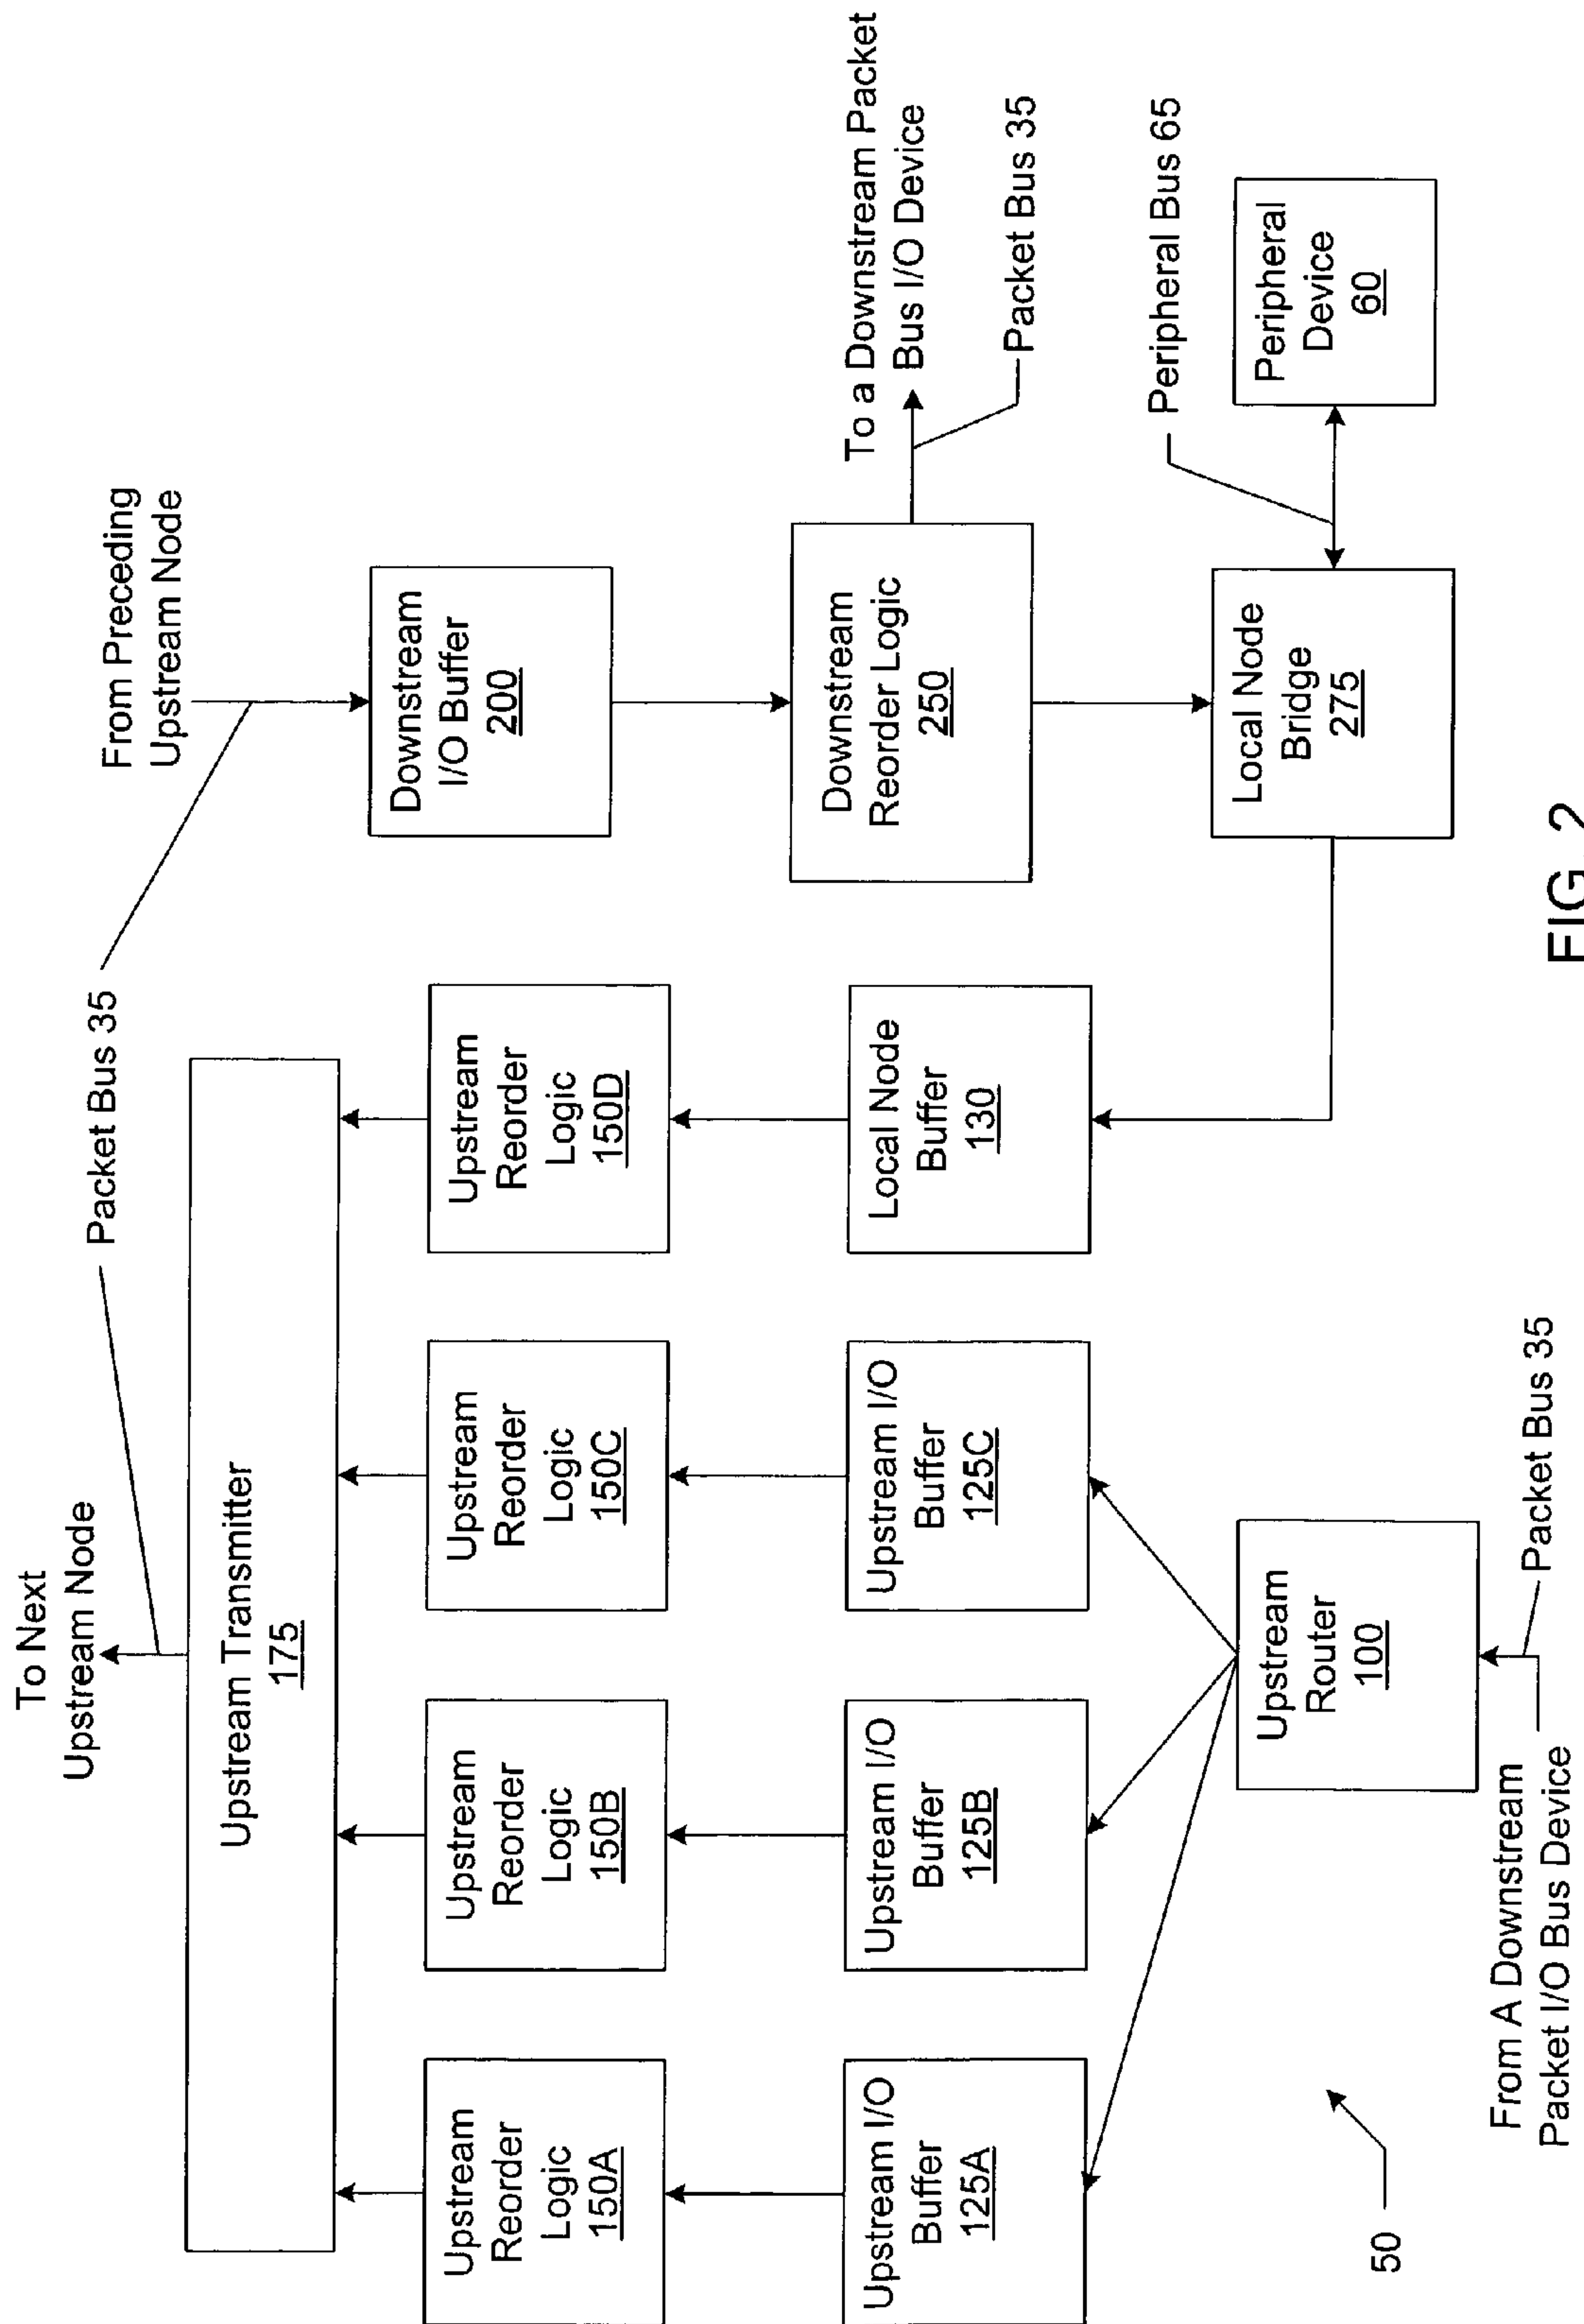 To Next
Upstream Node
Packet Bus 35
From Preceding
Upstream Node
Upstream Transmitter
175
Upstream
Reorder
Logic
150A
Upstream
Reorder
Logic
150B
Upstream
Reorder
Logic
150C
Upstream
Reorder
Logic
150D
Downstream
I/O Buffer
200
Upstream I/O
Buffer
125A
Upstream I/O
Buffer
125B
Upstream I/O
Buffer
125C
Local Node
Buffer
130
Downstream
Reorder Logic
250
To a Downstream Packet
Bus I/O Device
Packet Bus 35
Peripheral Bus 65
Upstream
Router
100
Local Node
Bridge
275
Peripheral
Device
60
50
From A Downstream
Packet I/O Bus Device
Packet Bus 35
FIG. 2